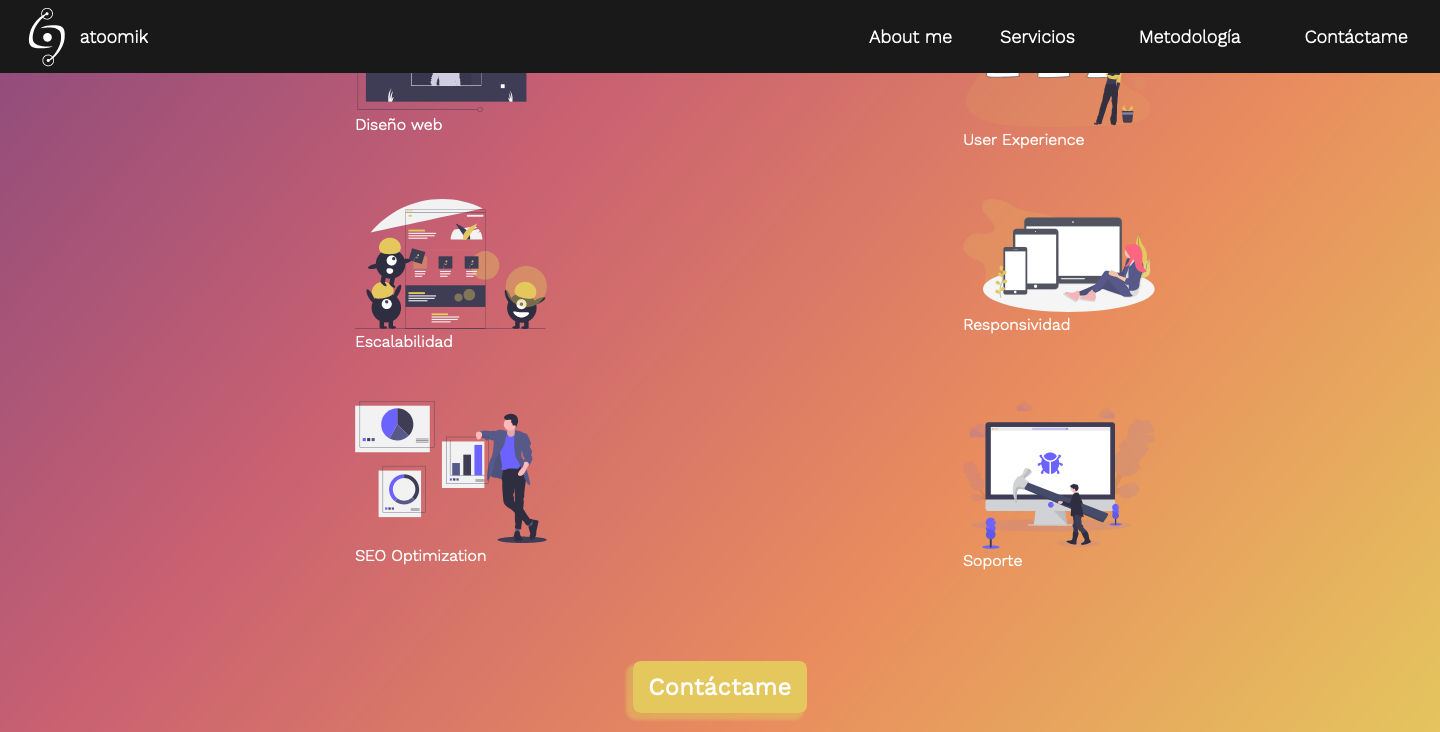 atoomik
About me
Servicios
Metodología
Contáctame
Diseño web
User Experience
Escalabilidad
Responsividad
SEO Optimization
Soporte
Contáctame